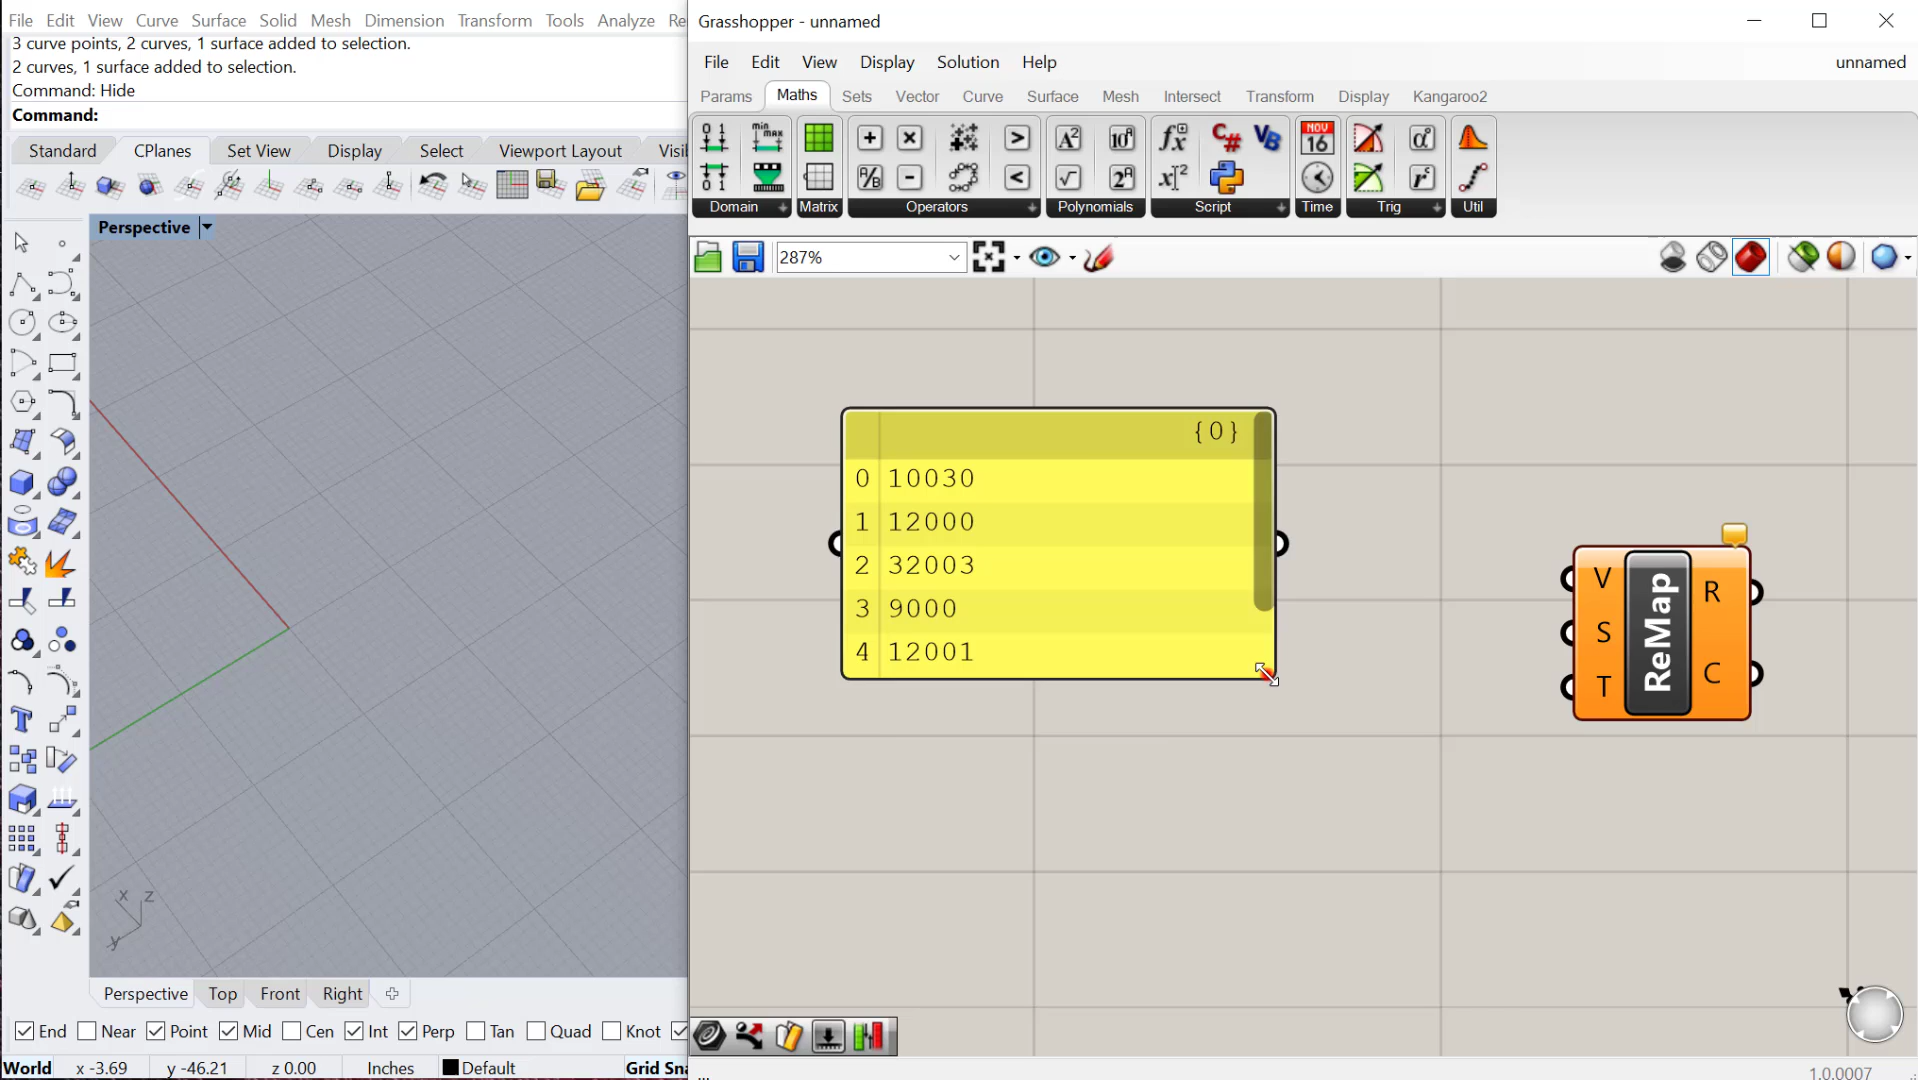 File Edit View Curve Surface Solid Mesh Dimension Transform Tools Analyze Re
3 curve points, 2 curves, 1 surface added to selection.
2 curves, 1 surface added to selection.
Command: Hide
Command:
Standard CPlanes Set View Display Select Viewport Layout Visi
Perspective
x z
y
Perspective Top Front Right
End Near Point Mid Cen Int Perp Tan Quad Knot
World x -3.69 y -46.21 z 0.00 Inches Default Grid Sna
Grasshopper - unnamed
File Edit View Display Solution Help unnamed
Params Maths Sets Vector Curve Surface Mesh Intersect Transform Display Kangaroo2
Domain Matrix Operators Polynomials Script Time Trig Util
287%
{0}
0 10030
1 12000
2 32003
3 9000
4 12001
V S T ReMap R C
1.0.0007